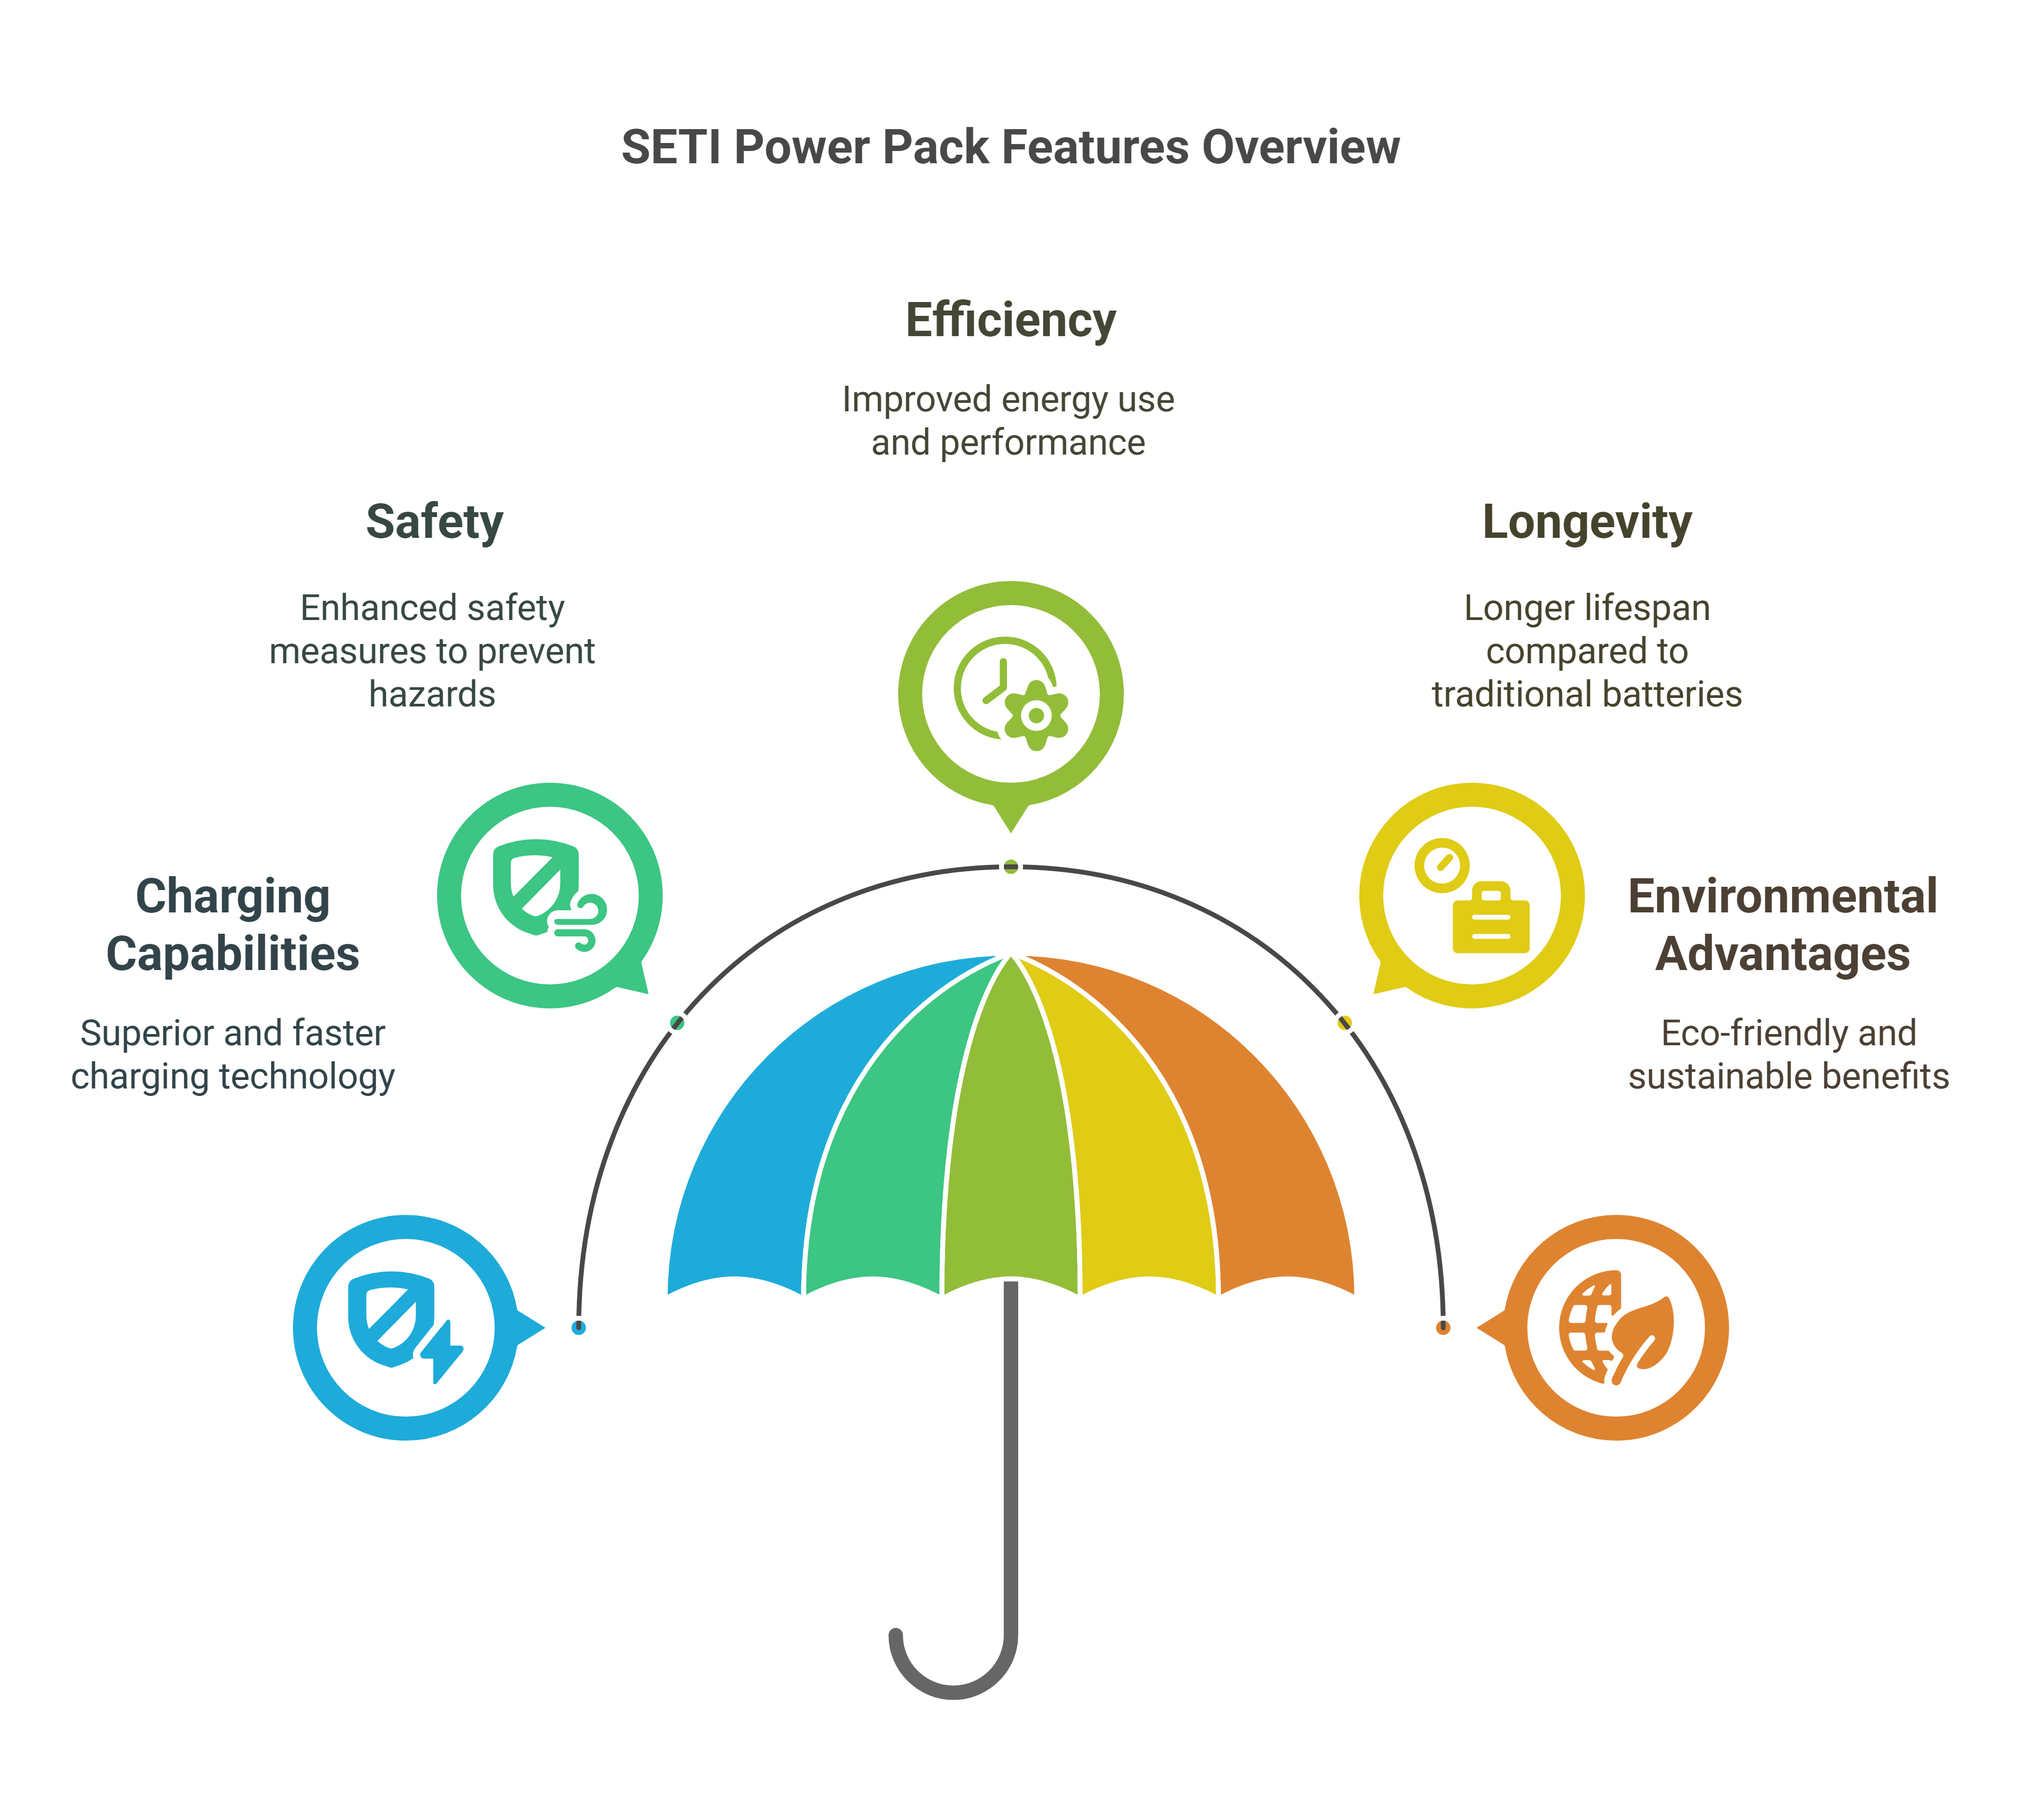 SETI Power Pack Features Overview
Efficiency
Improved energy use
and performance
Safety
Enhanced safety
measures to prevent
hazards
Longevity
Longer lifespan
compared to
traditional batteries
Charging
Capabilities
Superior and faster
charging technology
Environmental
Advantages
Eco-friendly and
sustainable benefits